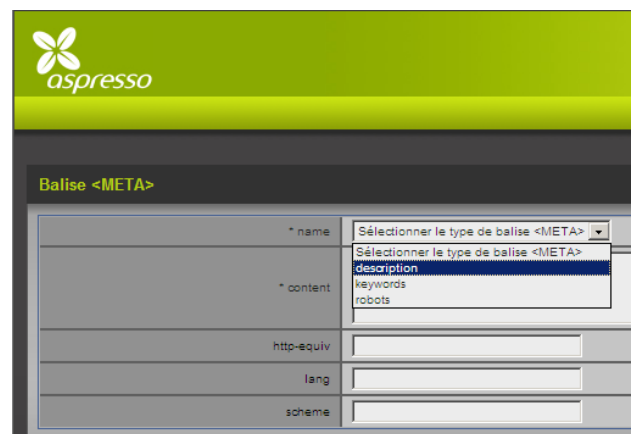 aspresso
Balise <META>
* name
Sélectionner le type de balise <META>
Sélectionner le type de balise <META>
description
* content
keywords
robots
http-equiv
lang
scheme